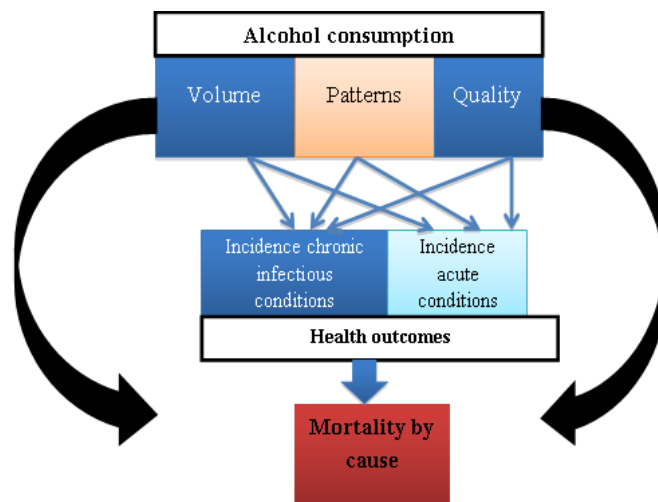 Alcohol consumption
Volume Patterns Quality
Incidence chronic
infectious
conditions
Incidence
acute
conditions
Health outcomes
Mortality by
cause